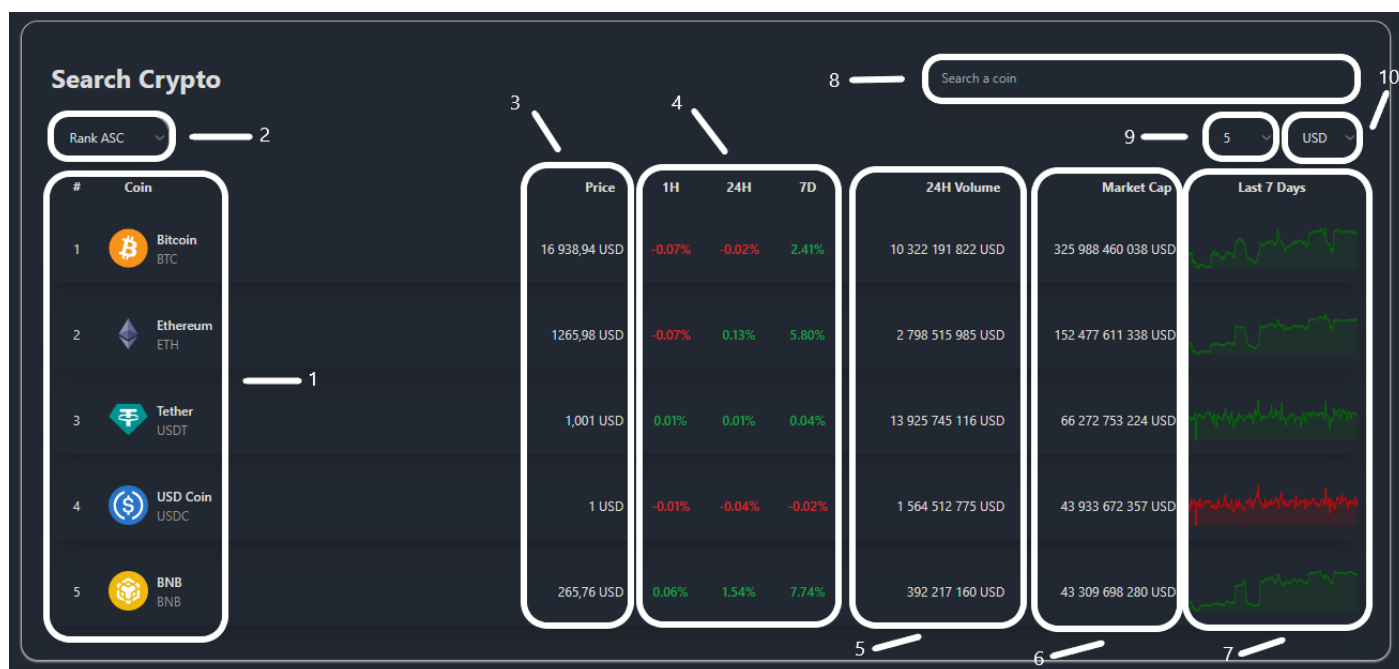 Search Crypto
8
Search a coin
10
Rank ASC
2
3
4
9
5
USD
# Coin Price 1H 24H 7D 24H Volume Market Cap Last 7 Days
1 Bitcoin 16 938,94 USD -0.07% -0.02% 2.41% 10 322 191 822 USD 325 988 460 038 USD
BTC
2 Ethereum 1265,98 USD -0.07% 0.13% 5.80% 2 798 515 985 USD 152 477 611 338 USD
ETH
1
3 Tether 1,001 USD 0.01% 0.01% 0.04% 13 925 745 116 USD 66 272 753 224 USD
USDT
4 USD Coin 1 USD -0.01% -0.04% -0.02% 1 564 512 775 USD 43 933 672 357 USD
USDC
5 BNB 265,76 USD 0.06% 1.54% 7.74% 392 217 160 USD 43 309 698 280 USD
BNB
5
6
7